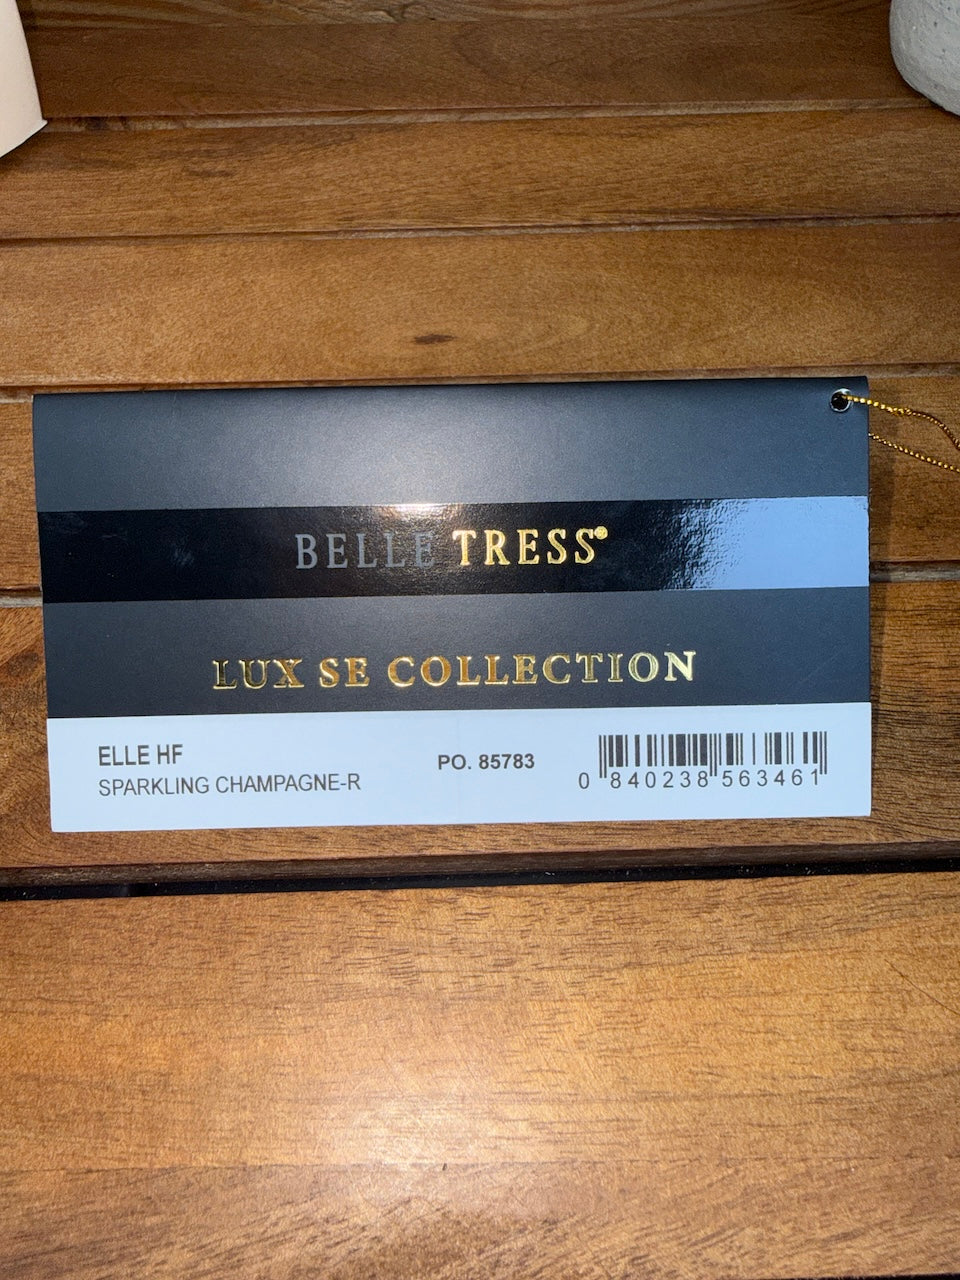 BELLE TRESS®
LUX SE COLLECTION
ELLE HF
SPARKLING CHAMPAGNE-R
PO. 85783
0 840238 563461